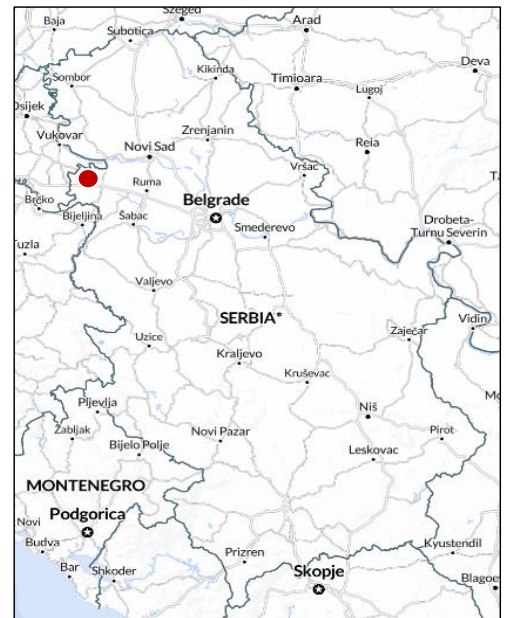 Szeged
Baja
Arad
Subotica
Deva
Kikinda
Sombor
Timioara
Lugoj
Osijek
Vukovar
Zrenjanin
Novi Sad
Reia
Vršac
Ruma
Brčko
Belgrade
Bijeljina
Šabac
Smederevo
Drobeta-
Turnu Severin
Tuzla
Valjevo
SERBIA*
Vidin
Zaječar
Uzice
Kraljevo
Kruševac
Pljevlja
Niš
Žabljak
Novi Pazar
Pirot
Bijelo Polje
Leskovac
MONTENEGRO
Podgorica
Novi
Budva
Kyustendil
Prizren
Bar
Shkoder
Skopje
Blagoe